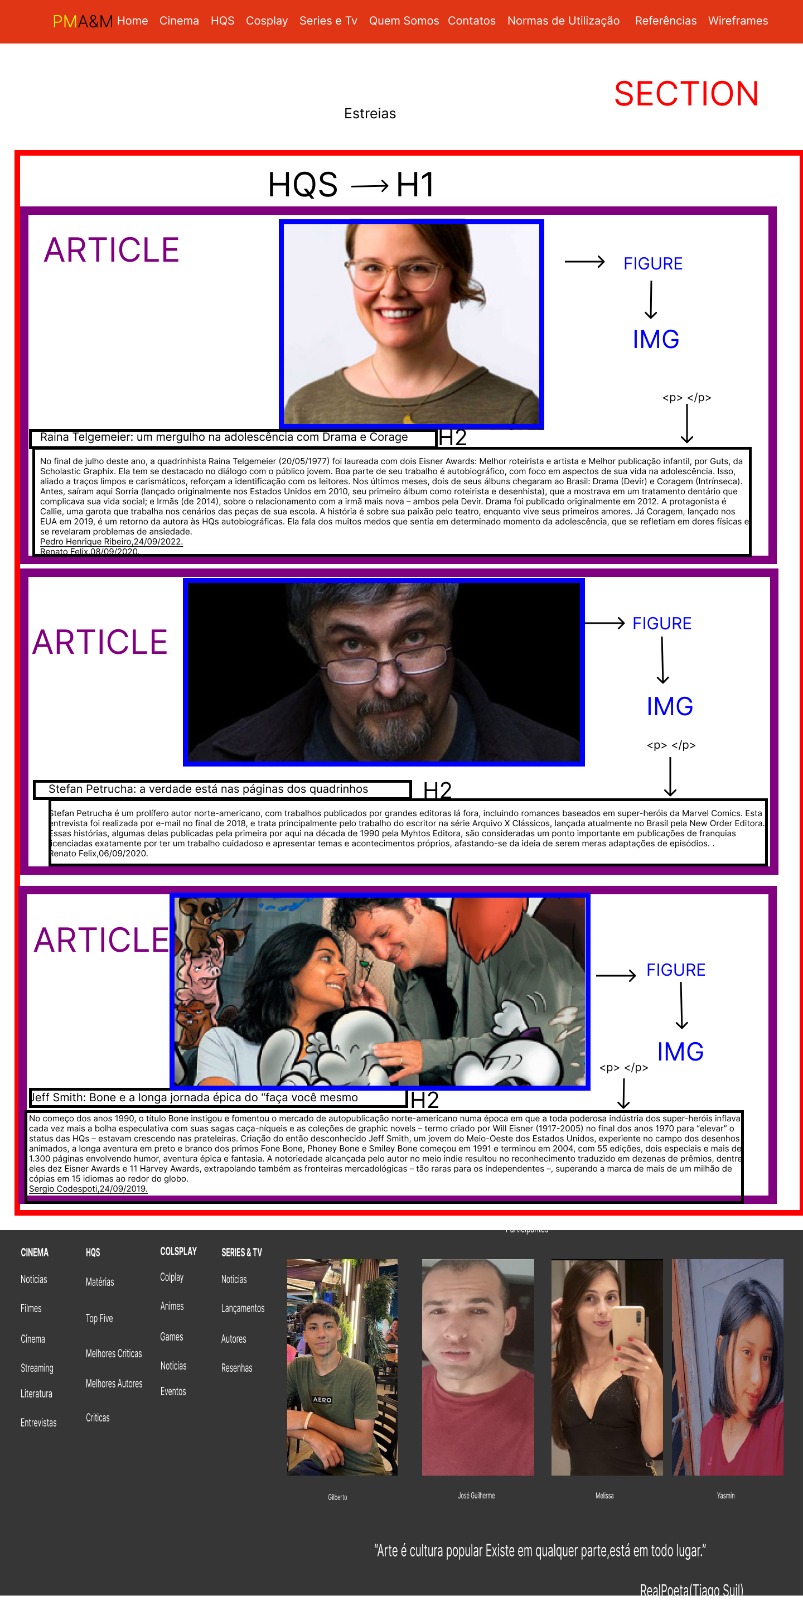 PMA&M Home Cinema HQS Cosplay Series e Tv Quem Somos Contatos Normas de Utilização Referências Wireframes
SECTION
Estreias
HQS → H1
ARTICLE
FIGURE
IMG
<p> </p>
Raina Telgemeier: um mergulho na adolescência com Drama e Corage
H2
No final de julho deste ano, a quadrinhista Raina Telgemeier (20/05/1977) foi laureada com dois Eisner Awards: Melhor roteirista e artista e Melhor publicação infantil, por Guts, da
Scholastic Graphix. Ela tem se destacado no diálogo com o público jovem. Boa parte de seu trabalho é autobiográfico, com foco em aspectos de sua vida na adolescência. Isso,
aliado a traços limpos e carismáticos, reforçam a identificação com os leitores. Nos últimos meses, dois de seus álbuns chegaram ao Brasil: Drama (Devir) e Coragem (Intrínseca).
Antes, saíram aqui Sorria (lançado originalmente nos Estados Unidos em 2010, seu primeiro álbum como roteirista e desenhista), que a mostrava em um tratamento dentário que
complicava sua vida social; e Irmãs (de 2014), sobre o relacionamento com a irmã mais nova – ambos pela Devir. Drama foi publicado originalmente em 2012. A protagonista é
Callie, uma garota que trabalha nos cenários das peças de sua escola. A história é sobre sua paixão pelo teatro, enquanto vive seus primeiros amores. Já Coragem, lançado nos
EUA em 2019, é um retorno da autora às HQs autobiográficas. Ela fala dos muitos medos que sentia em determinado momento da adolescência, que se refletiam em dores físicas e
se revelaram problemas de ansiedade.
Pedro Henrique Ribeiro,24/09/2022.
Renato Felix,08/09/2020.
ARTICLE
FIGURE
IMG
<p> </p>
Stefan Petrucha: a verdade está nas páginas dos quadrinhos
H2
Stefan Petrucha é um prolífero autor norte-americano, com trabalhos publicados por grandes editoras lá fora, incluindo romances baseados em super-heróis da Marvel Comics. Esta
entrevista foi realizada por e-mail no final de 2018, e trata principalmente pelo trabalho do escritor na série Arquivo X Clássicos, lançada atualmente no Brasil pela New Order Editora.
Essas histórias, algumas delas publicadas pela primeira por aqui na década de 1990 pela Myhtos Editora, são consideradas um ponto importante em publicações de franquias
licenciadas exatamente por ter um trabalho cuidadoso e apresentar temas e acontecimentos próprios, afastando-se da ideia de serem meras adaptações de episódios. .
Renato Felix,06/09/2020.
ARTICLE
FIGURE
IMG
<p> </p>
Jeff Smith: Bone e a longa jornada épica do “faça você mesmo
H2
No começo dos anos 1990, o título Bone instigou e fomentou o mercado de autopublicação norte-americano numa época em que a toda poderosa indústria dos super-heróis inflava
cada vez mais a bolha especulativa com suas sagas caça-níqueis e as coleções de graphic novels – termo criado por Will Eisner (1917-2005) no final dos anos 1970 para “elevar” o
status das HQs – estavam crescendo nas prateleiras. Criação do então desconhecido Jeff Smith, um jovem do Meio-Oeste dos Estados Unidos, experiente no campo dos desenhos
animados, a longa aventura em preto e branco dos primos Fone Bone, Phoney Bone e Smiley Bone começou em 1991 e terminou em 2004, com 55 edições, dois especiais e mais de
1.300 páginas envolvendo humor, aventura épica e fantasia. A notoriedade alcançada pelo autor no meio indie resultou no reconhecimento traduzido em dezenas de prêmios, dentre
eles dez Eisner Awards e 11 Harvey Awards, extrapolando também as fronteiras mercadológicas – tão raras para os independentes –, superando a marca de mais de um milhão de
cópias em 15 idiomas ao redor do globo.
Sergio Codespoti,24/09/2019.
Participantes
CINEMA HQS COLSPLAY SERIES & TV
Noticias Matérias Colplay Noticias
Filmes Top Five Animes Lançamentos
Cinema Melhores Criticas Games Autores
Streaming Melhores Autores Noticias Resenhas
Literatura Criticas Eventos
Entrevistas
AERO
Gilberto José Guilherme Melissa Yasmin
“Arte é cultura popular Existe em qualquer parte,está em todo lugar.”
RealPoeta(Tiago Suil)